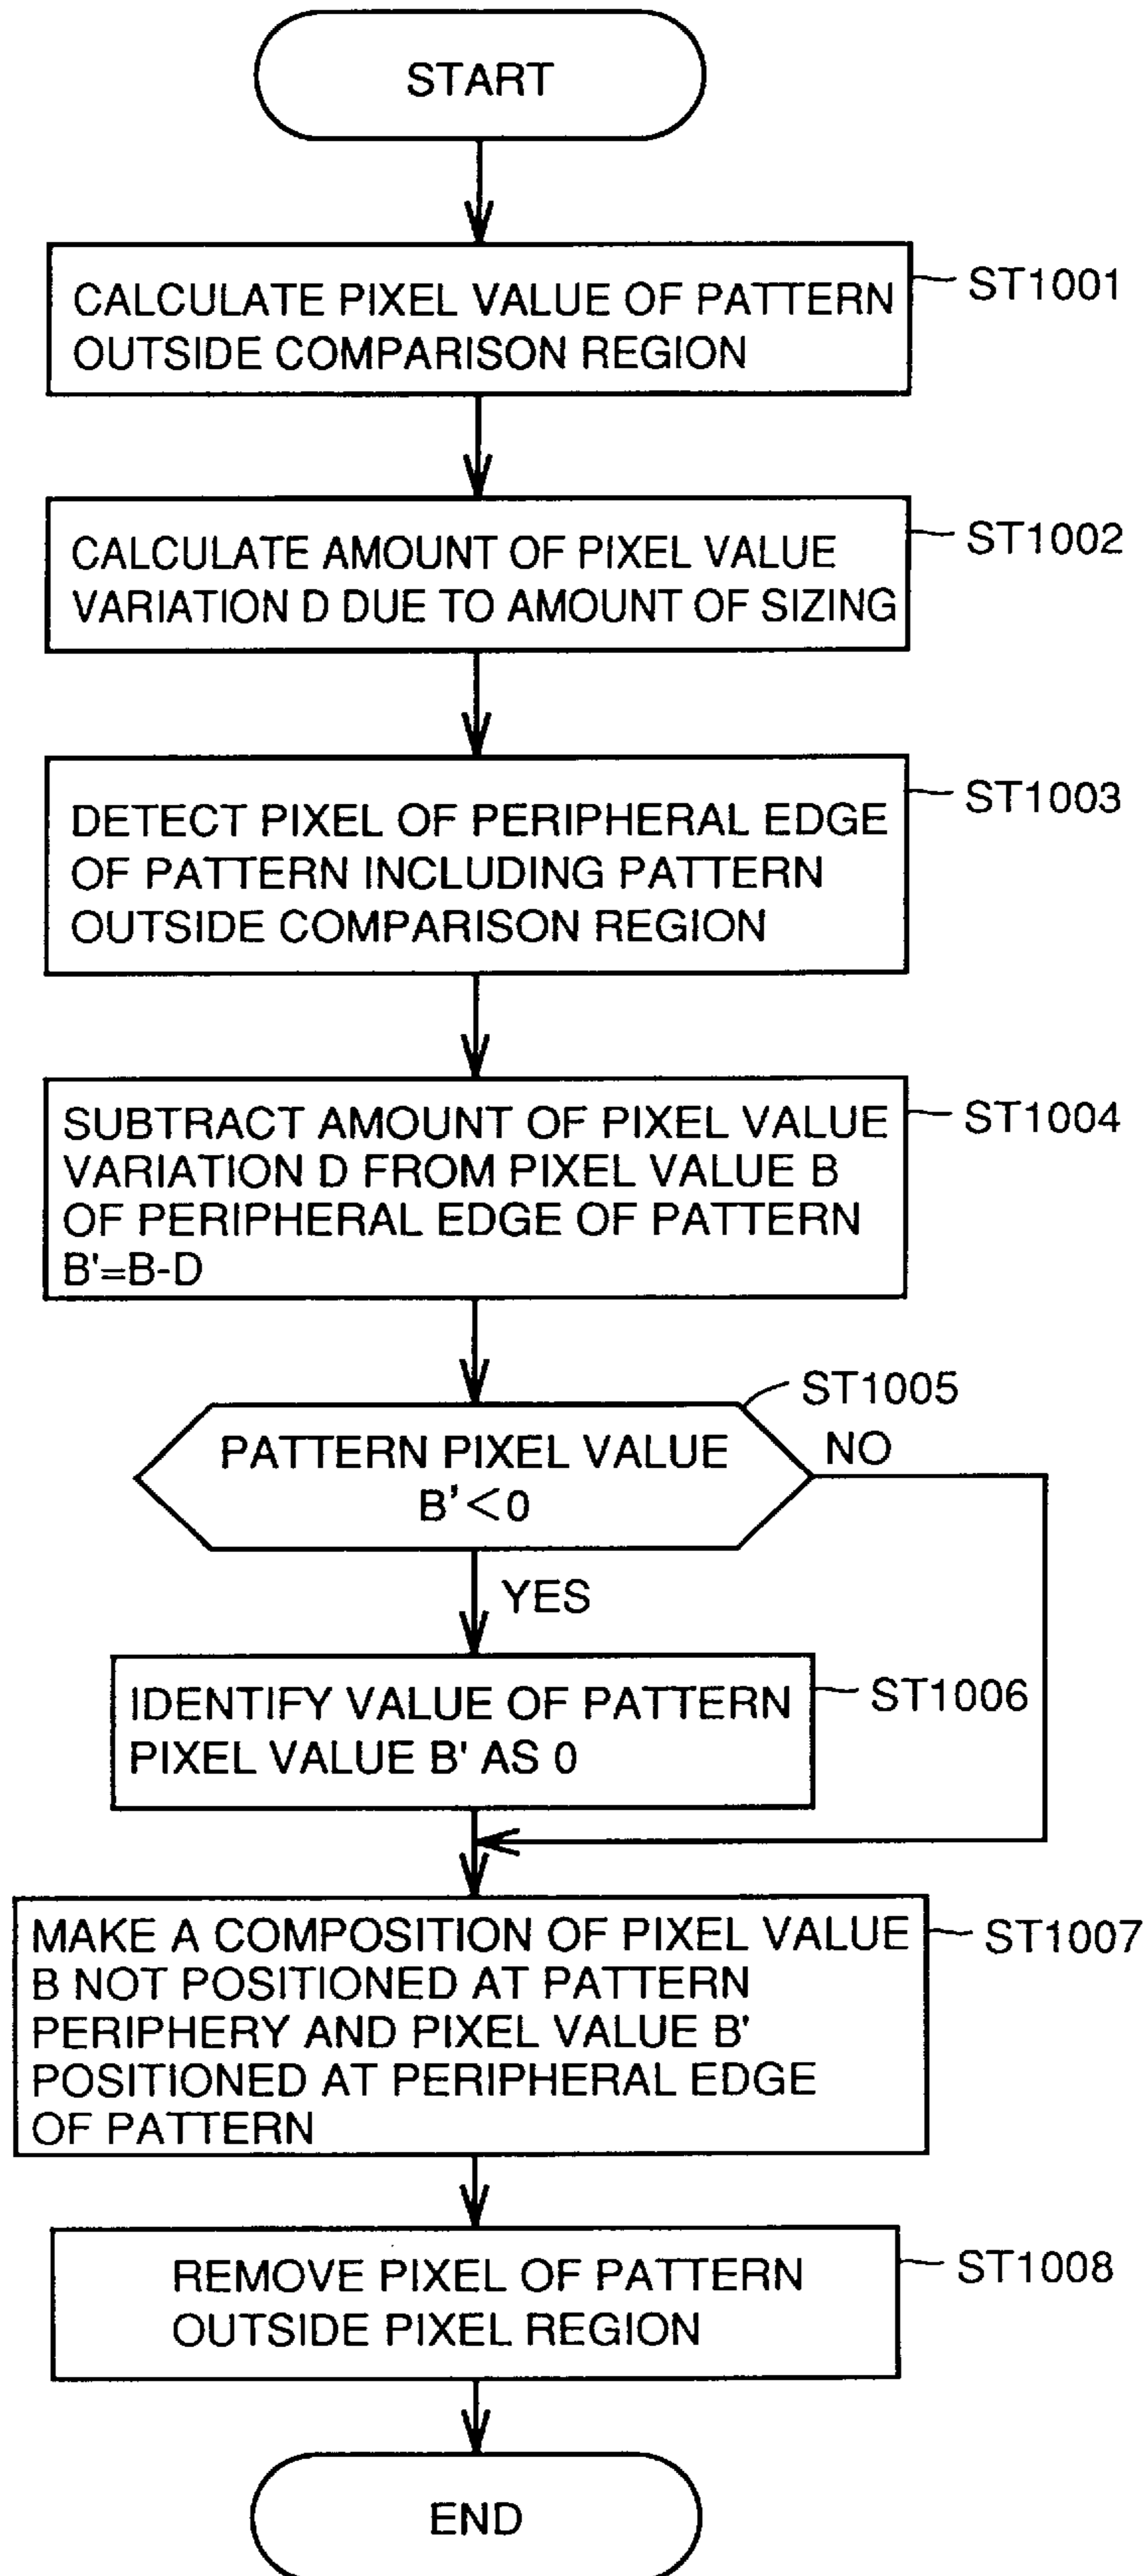 START
CALCULATE PIXEL VALUE OF PATTERN
OUTSIDE COMPARISON REGION
ST1001
CALCULATE AMOUNT OF PIXEL VALUE
VARIATION D DUE TO AMOUNT OF SIZING
ST1002
DETECT PIXEL OF PERIPHERAL EDGE
OF PATTERN INCLUDING PATTERN
OUTSIDE COMPARISON REGION
ST1003
SUBTRACT AMOUNT OF PIXEL VALUE
VARIATION D FROM PIXEL VALUE B
OF PERIPHERAL EDGE OF PATTERN
B'=B-D
ST1004
ST1005
PATTERN PIXEL VALUE
B'<0
NO
YES
IDENTIFY VALUE OF PATTERN
PIXEL VALUE B' AS 0
ST1006
MAKE A COMPOSITION OF PIXEL VALUE
B NOT POSITIONED AT PATTERN
PERIPHERY AND PIXEL VALUE B'
POSITIONED AT PERIPHERAL EDGE
OF PATTERN
ST1007
REMOVE PIXEL OF PATTERN
OUTSIDE PIXEL REGION
ST1008
END